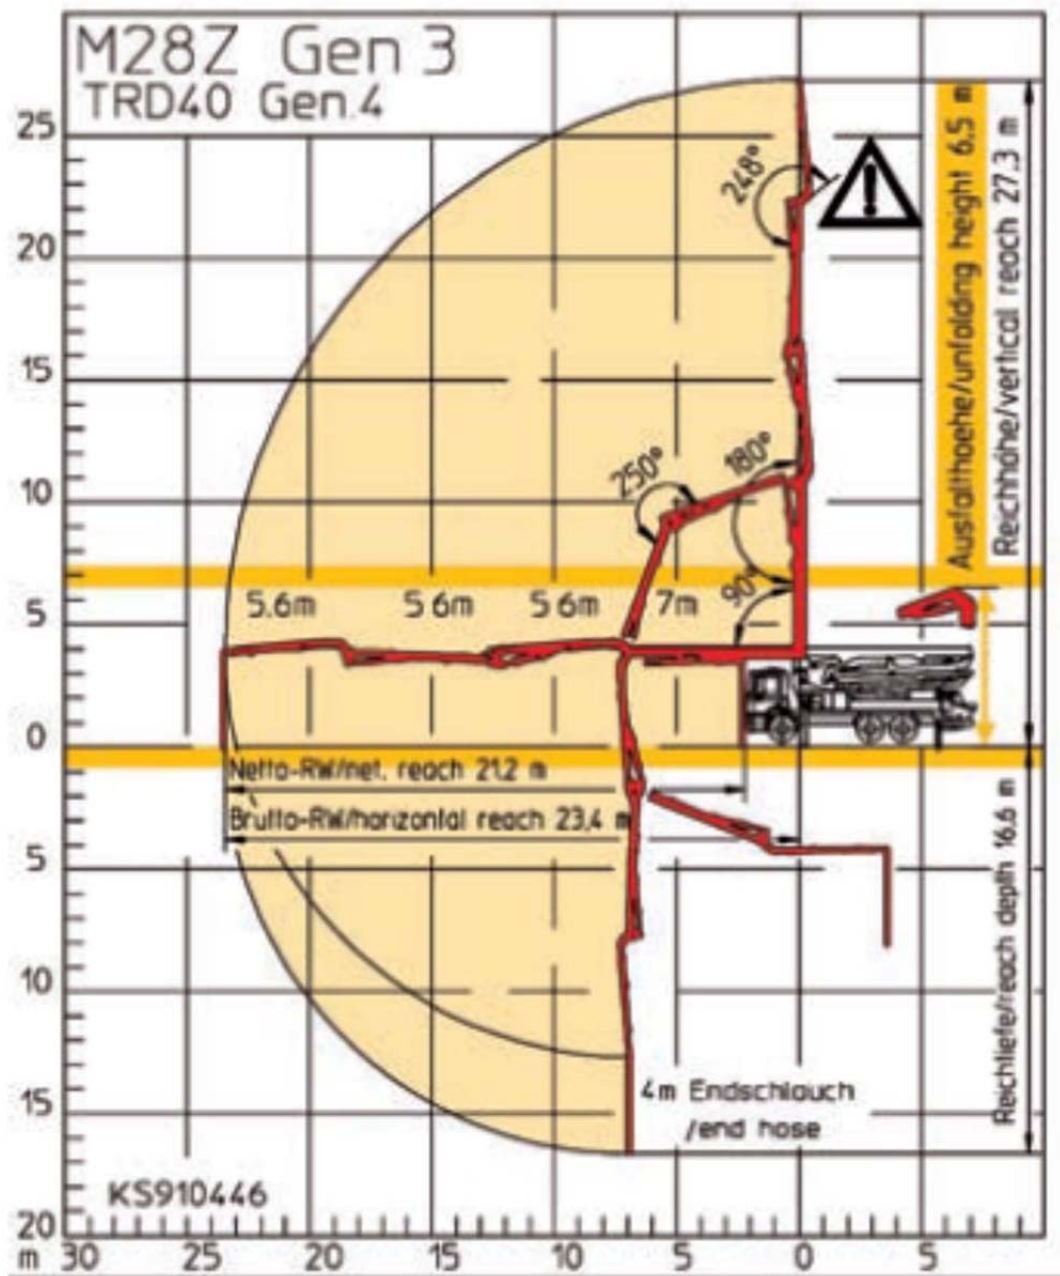 M28Z Gen 3
TRD40 Gen.4
25
20
15
10
5
0
5
10
15
20
m
248°
250°
180°
90°
5.6m 5 6m 5 6m 7m
Ausfalthoehe/unfolding height 6.5 m
Reichhöhe/vertical reach 27.3 m
Netto-RW/net. reach 21.2 m
Brutto-RW/horizontal reach 23,4 m
Reichtiefe/reach depth 16.6 m
4m Endschlauch
/end hose
KS910446
30 25 20 15 10 5 0 5